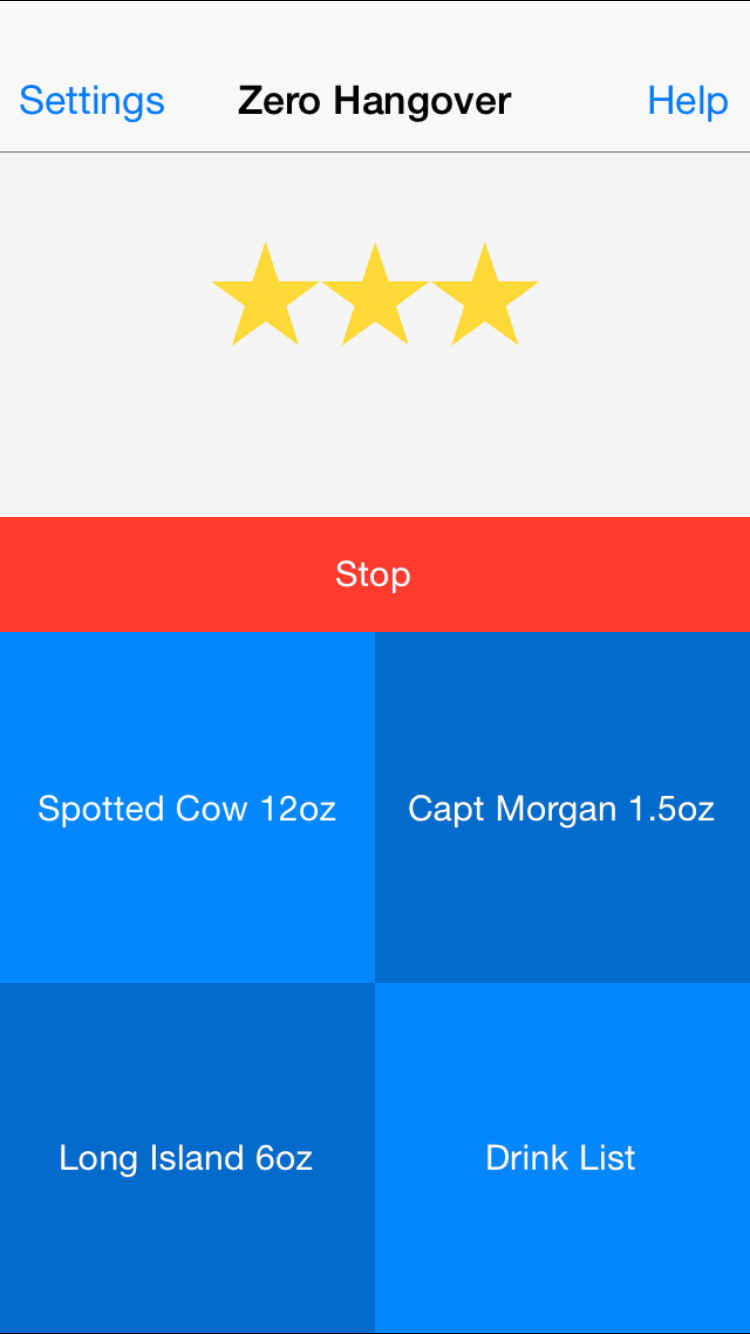 Settings Zero Hangover Help
Stop
Spotted Cow 12oz Capt Morgan 1.5oz
Long Island 6oz Drink List